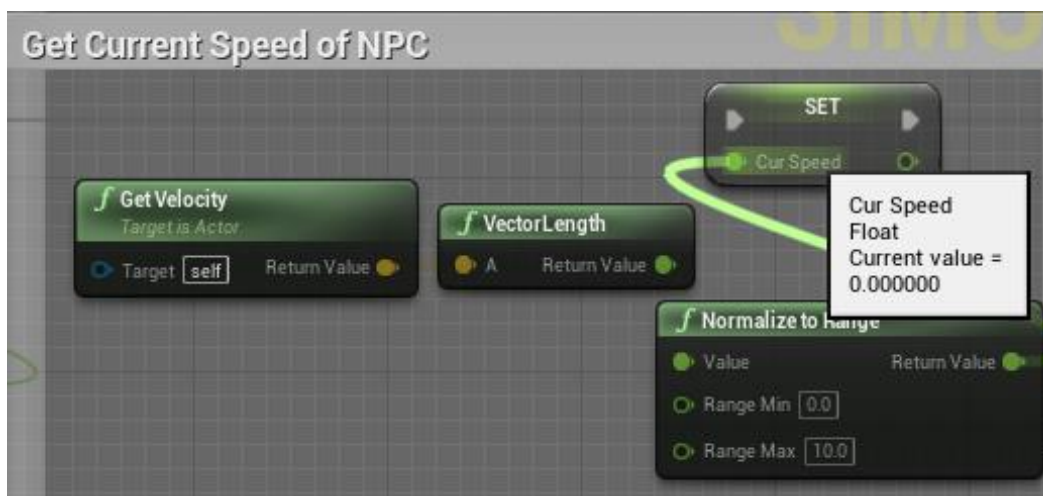 Get Current Speed of NPC
SET
Cur Speed
Get Velocity
Target is Actor
Target self Return Value
VectorLength
A Return Value
Cur Speed
Float
Current value =
0.000000
Normalize to Range
Value Return Value
Range Min 0.0
Range Max 10.0